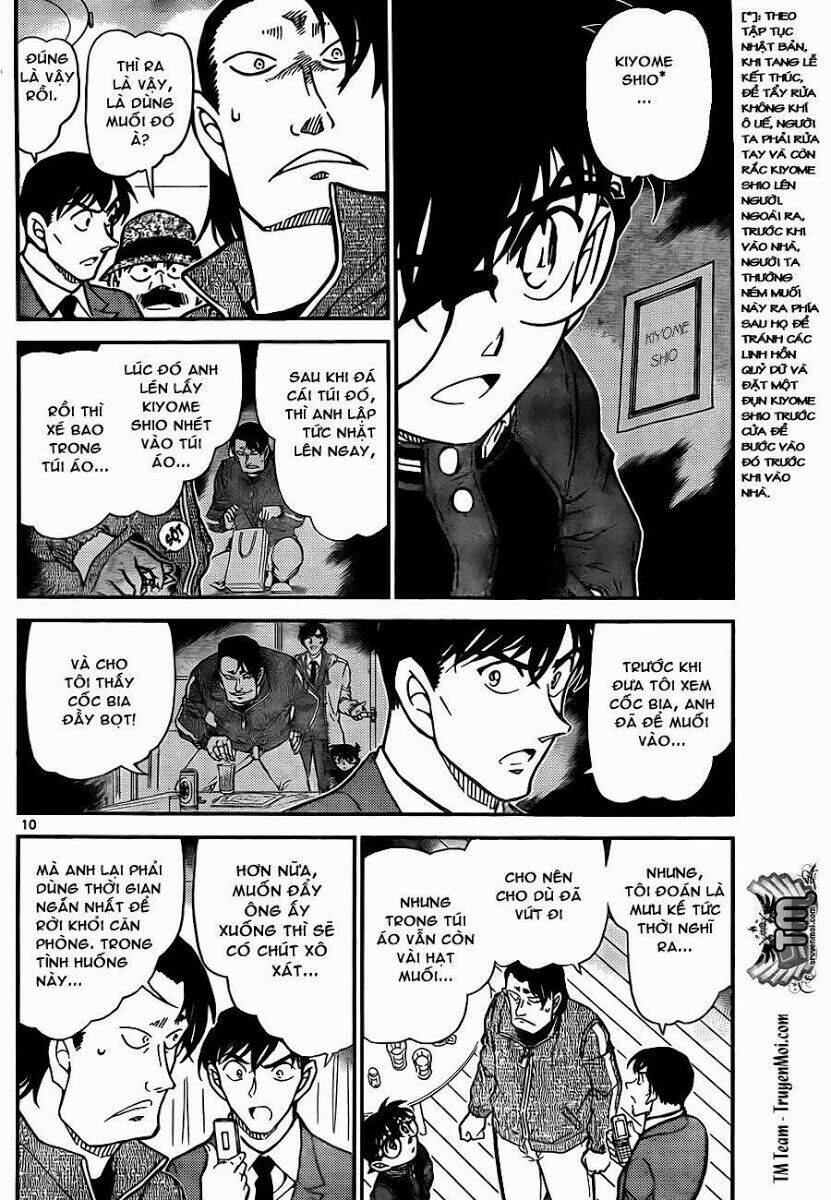 KIYOME
SHIO*
...
KIYOME
SHIO
THÌ RA
LÀ VẬY,
LÀ DÙNG
MUỐI ĐÓ
À?
ĐÚNG
LÀ VẬY
RỒI.
[*]: THEO
TẬP TỤC
NHẬT BẢN,
KHI TANG LỄ
KẾT THÚC,
ĐỂ TẨY RỬA
KHÔNG KHÍ
Ô UẾ, NGƯỜI
TA PHẢI RỬA
TAY VÀ CÒN
RẮC KIYOME
SHIO LÊN
NGƯỜI.
NGOÀI RA,
TRƯỚC KHI
VÀO NHÀ,
NGƯỜI TA
THƯỜNG
NÉM MUỐI
NÀY RA PHÍA
SAU HỌ ĐỂ
TRÁNH CÁC
LINH HỒN
QUỶ DỮ VÀ
ĐẶT MỘT
ĐỤN KIYOME
SHIO TRƯỚC
CỬA ĐỂ
BƯỚC VÀO
ĐÓ TRƯỚC
KHI VÀO
NHÀ.
SAU KHI ĐÁ
CÁI TÚI ĐÓ,
THÌ ANH LẬP
TỨC NHẶT
LÊN NGAY,
LÚC ĐÓ ANH
LÉN LẤY
KIYOME
SHIO NHÉT
VÀO TÚI
ÁO...
RỒI THÌ
XÉ BAO
TRONG
TÚI ÁO...
SỘT
TRƯỚC KHI
ĐƯA TÔI XEM
CỐC BIA, ANH
ĐÃ ĐỂ MUỐI
VÀO...
VÀ CHO
TÔI THẤY
CỐC BIA
ĐẦY BỌT!
10
NHƯNG,
TÔI ĐOÁN LÀ
MƯU KẾ TỨC
THỜI NGHĨ
RA...
CHO NÊN
CHO DÙ ĐÃ
VỨT ĐI
NHƯNG
TRONG TÚI
ÁO VẪN CÒN
VÀI HẠT
MUỐI...
HƠN NỮA,
MUỐN ĐẨY
ÔNG ẤY
XUỐNG THÌ SẼ
CÓ CHÚT XÔ
XÁT...
MÀ ANH LẠI PHẢI
DÙNG THỜI GIAN
NGẮN NHẤT ĐỂ
RỜI KHỎI CĂN
PHÒNG. TRONG
TÌNH HUỐNG
NÀY...
TM
truyenmoi.com
TM Team - TruyenMoi.com